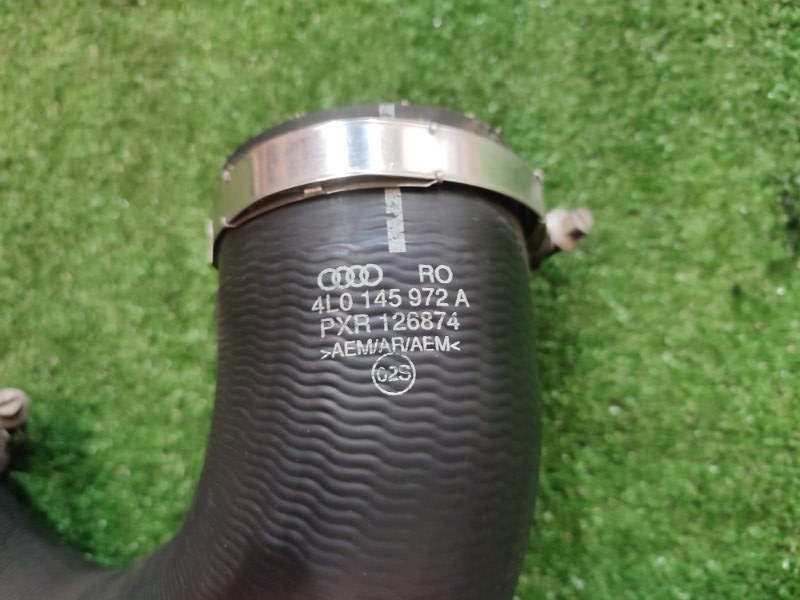 RO
4L0 145 972 A
PXR 126874
>AEM/AR/AEM<
02S